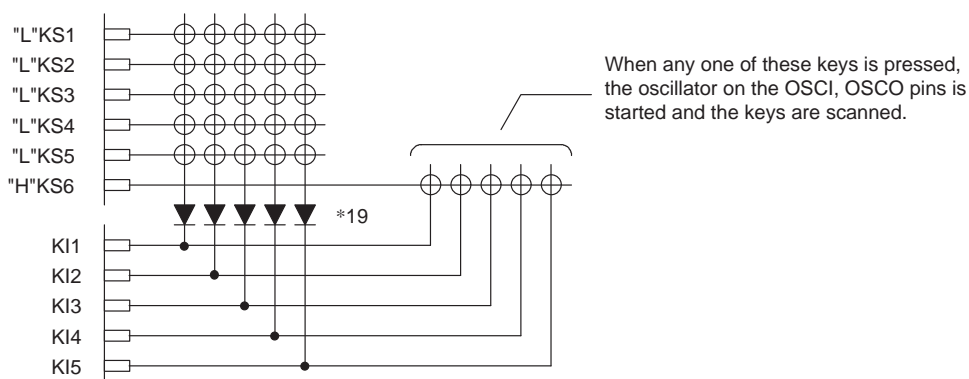 "L"KS1
"L"KS2
"L"KS3
"L"KS4
"L"KS5
"H"KS6
When any one of these keys is pressed,
the oscillator on the OSCI, OSCO pins is
started and the keys are scanned.
*19
KI1
KI2
KI3
KI4
KI5